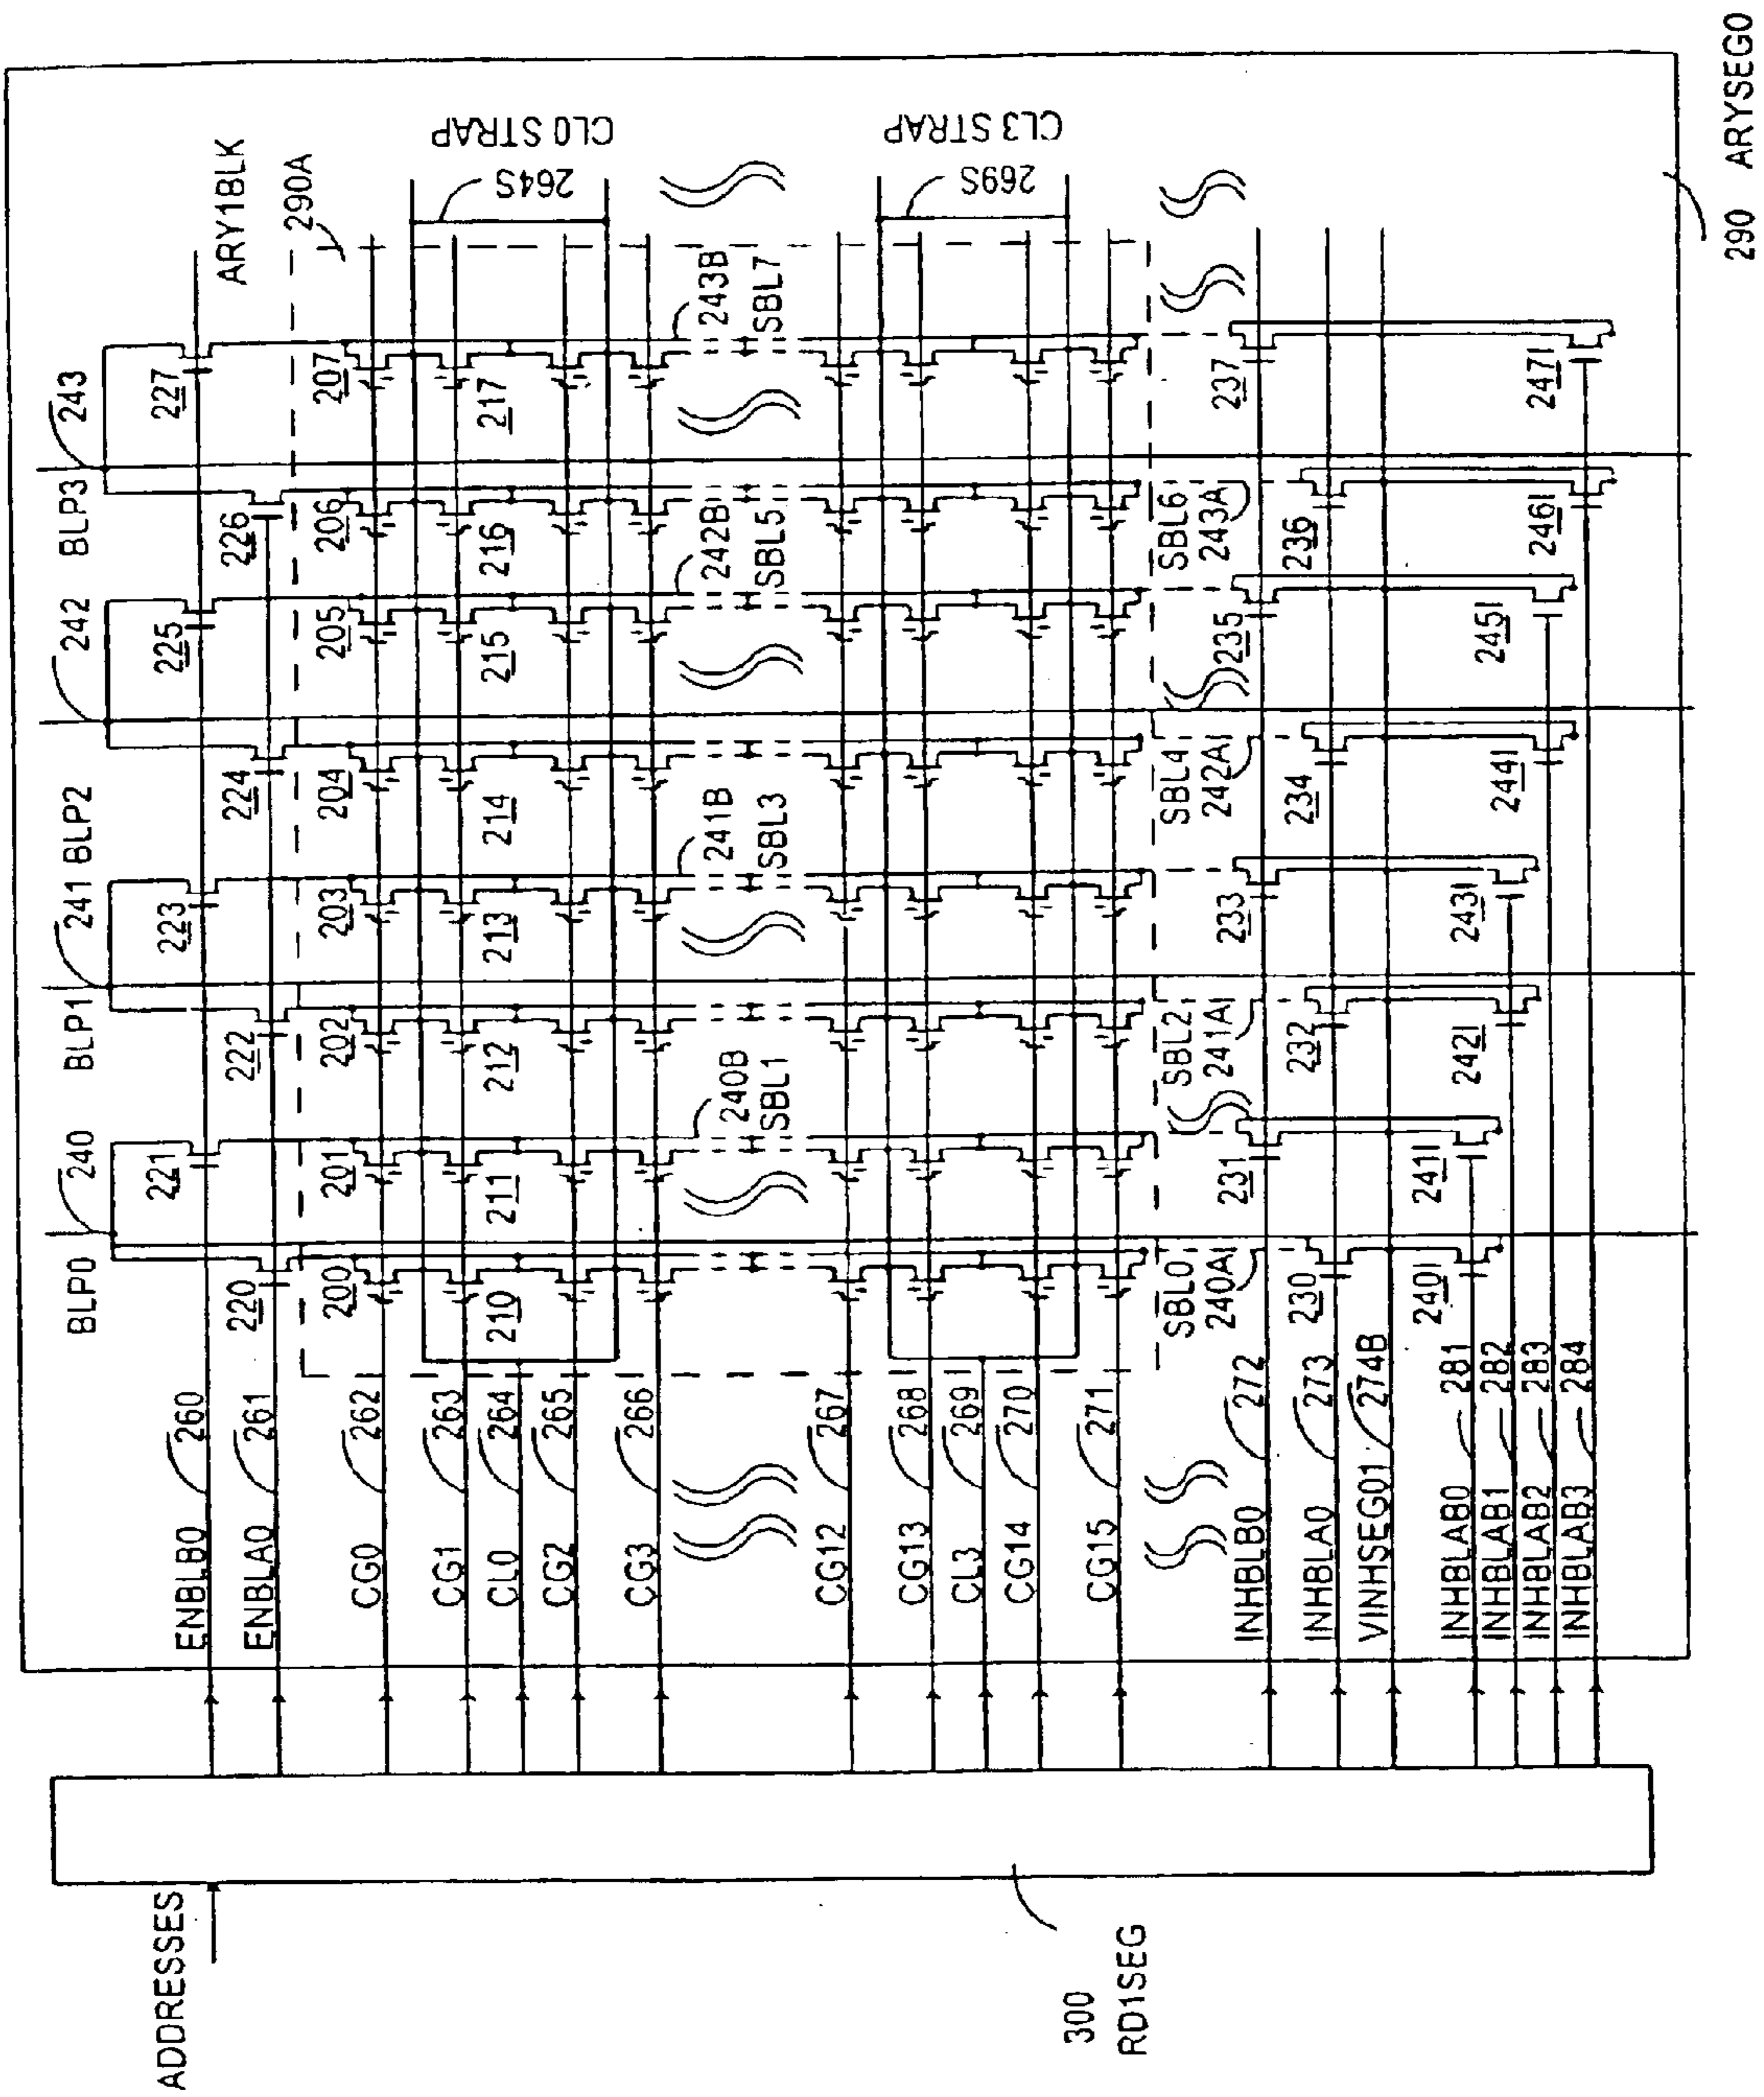 ADDRESSES
300
RD1SEG
290 ARYSEG0
BLP0
240
BLP1
241
BLP2
242
BLP3
243
ARY1BLK
290A
221
223
225
227
220
222
224
226
200
201
202
203
204
205
206
207
210
211
212
213
214
215
216
217
CL0 STRAP
264S
CL3 STRAP
269S
240B
SBL1
241B
SBL3
242B
SBL5
243B
SBL7
ENBLB0
260
ENBLA0
261
CG0
262
CG1
263
CL0
264
CG2
265
CG3
266
CG12
267
CG13
268
CL3
269
CG14
270
CG15
271
SBL0
240A
SBL2
241A
SBL4
242A
SBL6
243A
231
233
235
237
230
232
234
236
INHBLB0
272
INHBLA0
273
VINHSEG01
274B
240I
241I
242I
243I
244I
245I
246I
247I
INHBLAB0
281
INHBLAB1
282
INHBLAB2
283
INHBLAB3
284